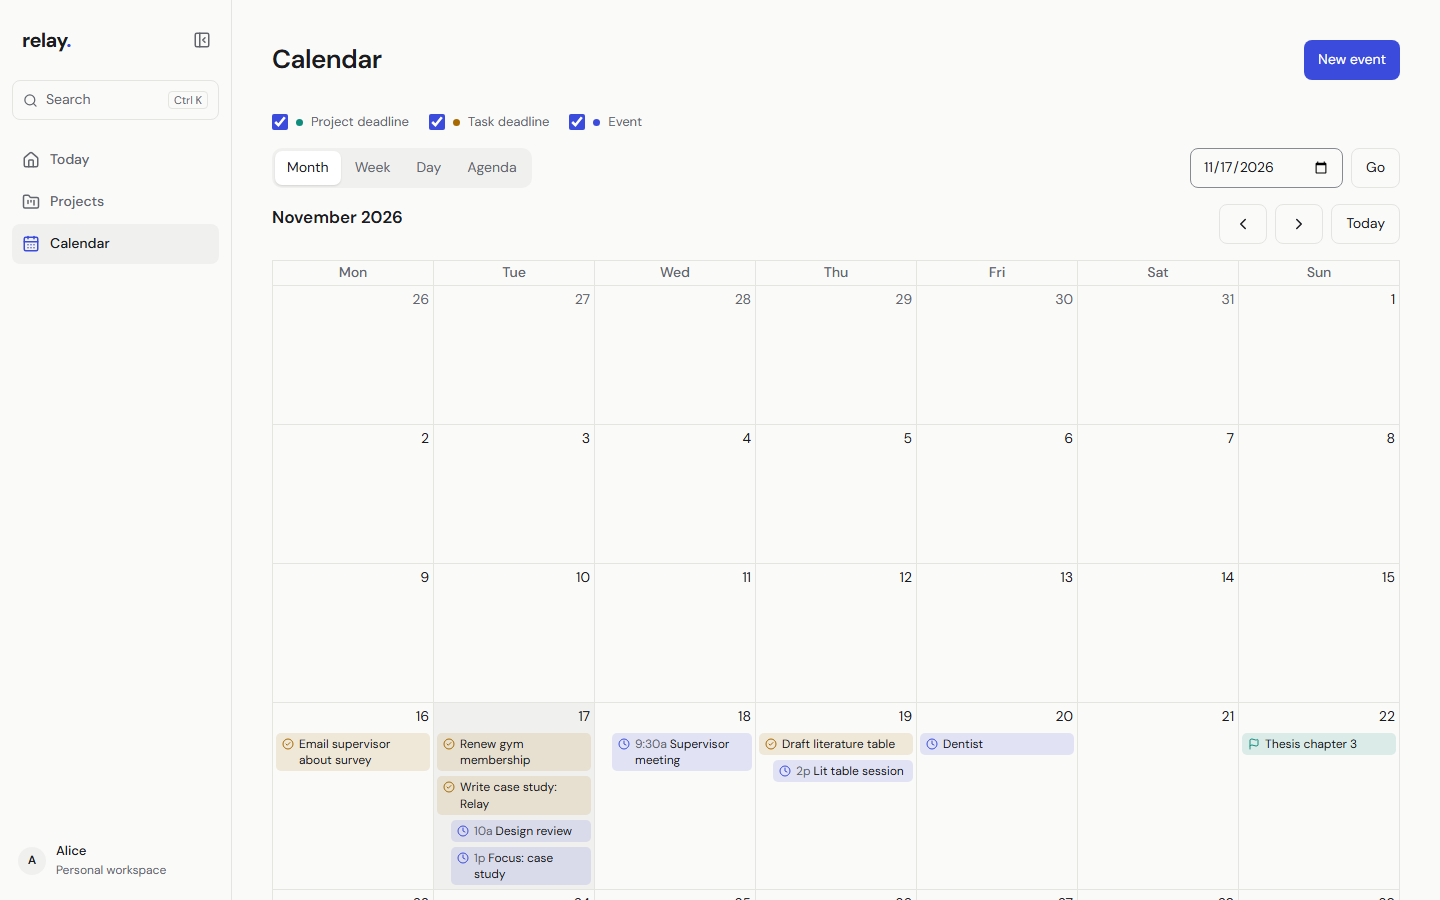 relay.
Search Ctrl K
Today
Projects
Calendar
A
Alice
Personal workspace
Calendar
New event
Project deadline Task deadline Event
Month Week Day Agenda
11/17/2026 Go
November 2026
Today
Mon Tue Wed Thu Fri Sat Sun
26 27 28 29 30 31 1
2 3 4 5 6 7 8
9 10 11 12 13 14 15
16 17 18 19 20 21 22
Email supervisor
about survey
Renew gym
membership
Write case study:
Relay
10a Design review
1p Focus: case
study
9:30a Supervisor
meeting
Draft literature table
2p Lit table session
Dentist
Thesis chapter 3